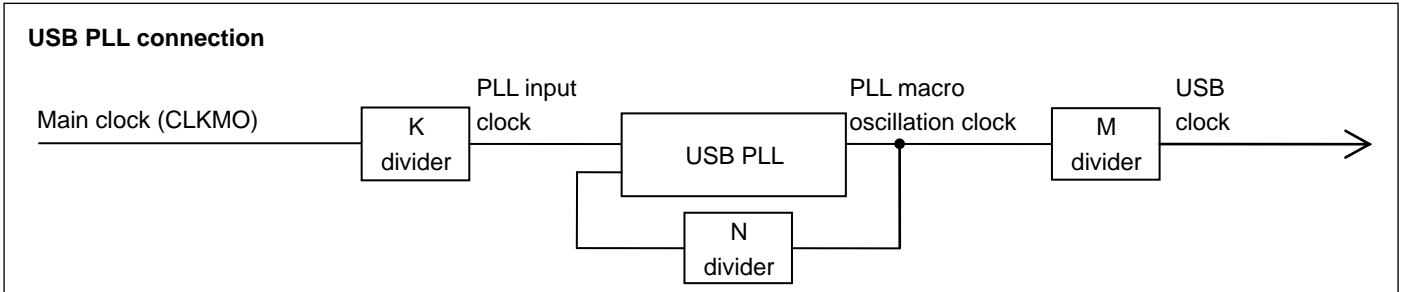 USB PLL connection
Main clock (CLKMO)
K
divider
PLL input
clock
USB PLL
PLL macro
oscillation clock
M
divider
USB
clock
N
divider